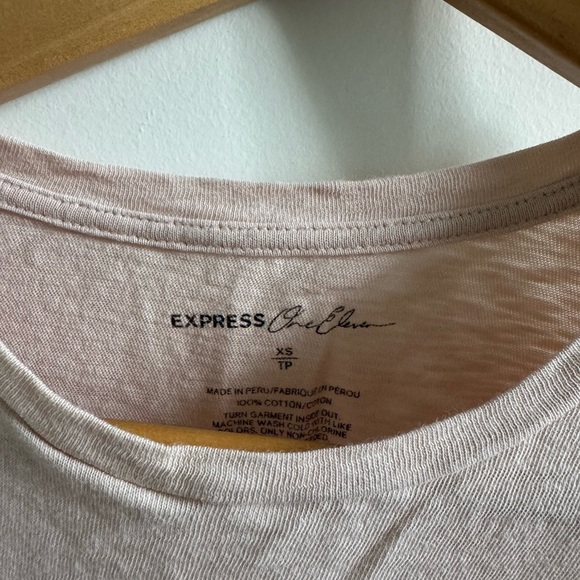 EXPRESS One Eleven
XS
TP
MADE IN PERU/FABRIQUÉ EN PÉROU
100% COTTON/COTON
TURN GARMENT INSIDE OUT.
MACHINE WASH COLD WITH LIKE
COLORS, ONLY NON-CHLORINE